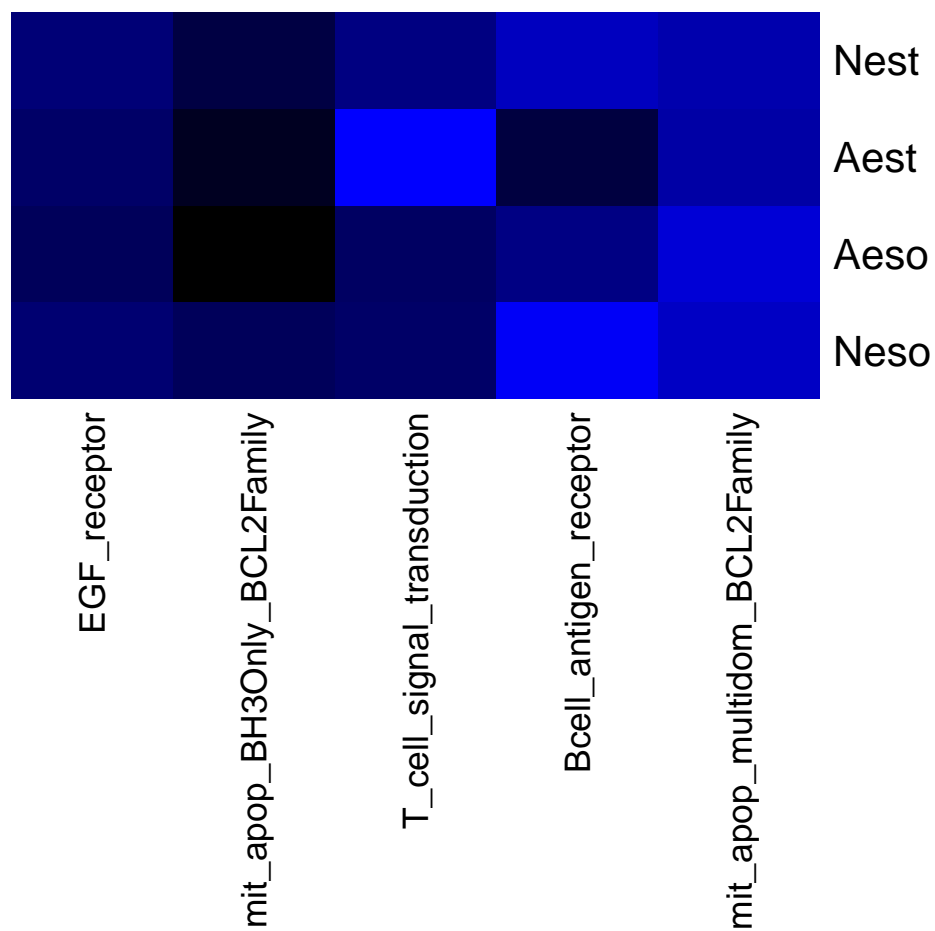 Nest
Aest
Aeso
Neso
EGF_receptor
mit_apop_BH3Only_BCL2Family
T_cell_signal_transduction
Bcell_antigen_receptor
mit_apop_multidom_BCL2Family